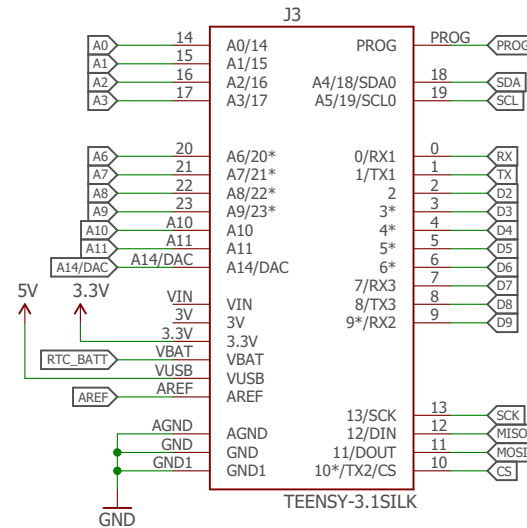 J3
A0 14 A0/14 PROG PROG PROG
A1 15 A1/15
A2 16 A2/16 A4/18/SDA0 18 SDA
A3 17 A3/17 A5/19/SCL0 19 SCL
A6 20 A6/20* 0/RX1 0 RX
A7 21 A7/21* 1/TX1 1 TX
A8 22 A8/22* 2 2 D2
A9 23 A9/23* 3* 3 D3
A10 A10 A10 4* 4 D4
A11 A11 A11 5* 5 D5
A14/DAC A14/DAC A14/DAC 6* 6 D6
7/RX3 7 D7
5V 3.3V VIN VIN 8/TX3 8 D8
3V 3V 9*/RX2 9 D9
3.3V 3.3V
RTC_BATT VBAT VBAT
VUSB VUSB
AREF AREF AREF
13/SCK 13 SCK
AGND AGND 12/DIN 12 MISO
GND GND 11/DOUT 11 MOSI
GND1 GND1 10*/TX2/CS 10 CS
TEENSY-3.1SILK
GND